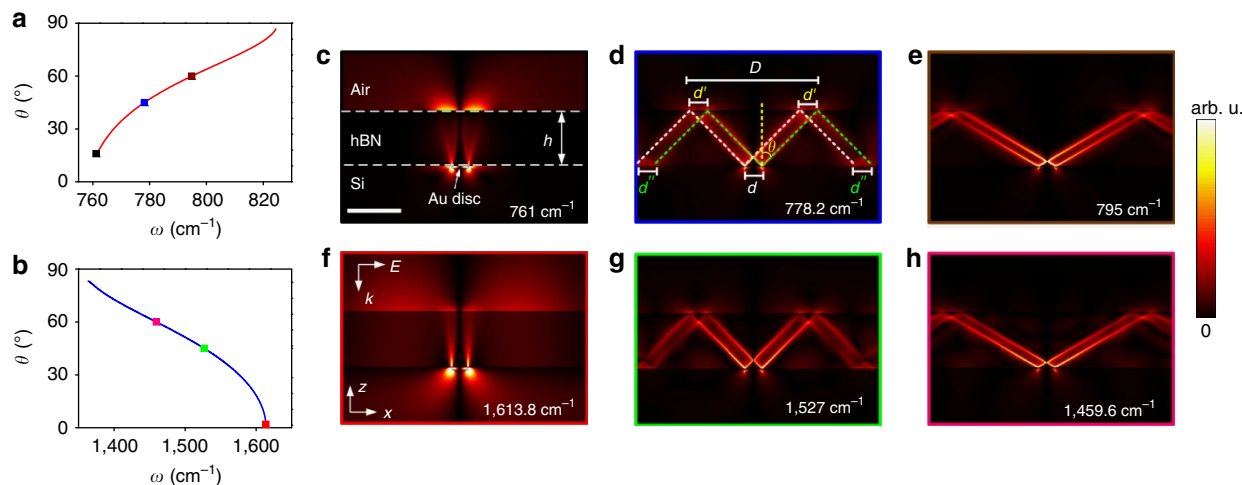 a
90
60
30
0
θ (°)
760
780
800
820
ω (cm−1)
b
90
60
30
0
θ (°)
1,400
1,500
1,600
ω (cm−1)
c
Air
hBN
h
Si
Au disc
761 cm−1
d
D
d′
d′
θ
d″
d
d″
778.2 cm−1
e
795 cm−1
f
E
k
z
x
1,613.8 cm−1
g
1,527 cm−1
h
1,459.6 cm−1
arb. u.
0